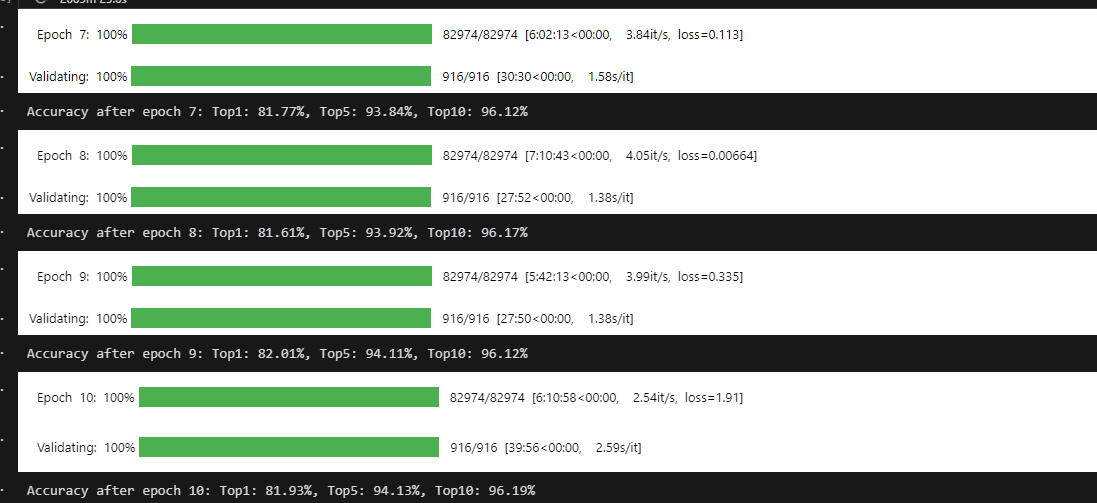 Epoch 7: 100% 82974/82974 [6:02:13<00:00, 3.84it/s, loss=0.113]
Validating: 100% 916/916 [30:30<00:00, 1.58s/it]
Accuracy after epoch 7: Top1: 81.77%, Top5: 93.84%, Top10: 96.12%
Epoch 8: 100% 82974/82974 [7:10:43<00:00, 4.05it/s, loss=0.00664]
Validating: 100% 916/916 [27:52<00:00, 1.38s/it]
Accuracy after epoch 8: Top1: 81.61%, Top5: 93.92%, Top10: 96.17%
Epoch 9: 100% 82974/82974 [5:42:13<00:00, 3.99it/s, loss=0.335]
Validating: 100% 916/916 [27:50<00:00, 1.38s/it]
Accuracy after epoch 9: Top1: 82.01%, Top5: 94.11%, Top10: 96.12%
Epoch 10: 100% 82974/82974 [6:10:58<00:00, 2.54it/s, loss=1.91]
Validating: 100% 916/916 [39:56<00:00, 2.59s/it]
Accuracy after epoch 10: Top1: 81.93%, Top5: 94.13%, Top10: 96.19%